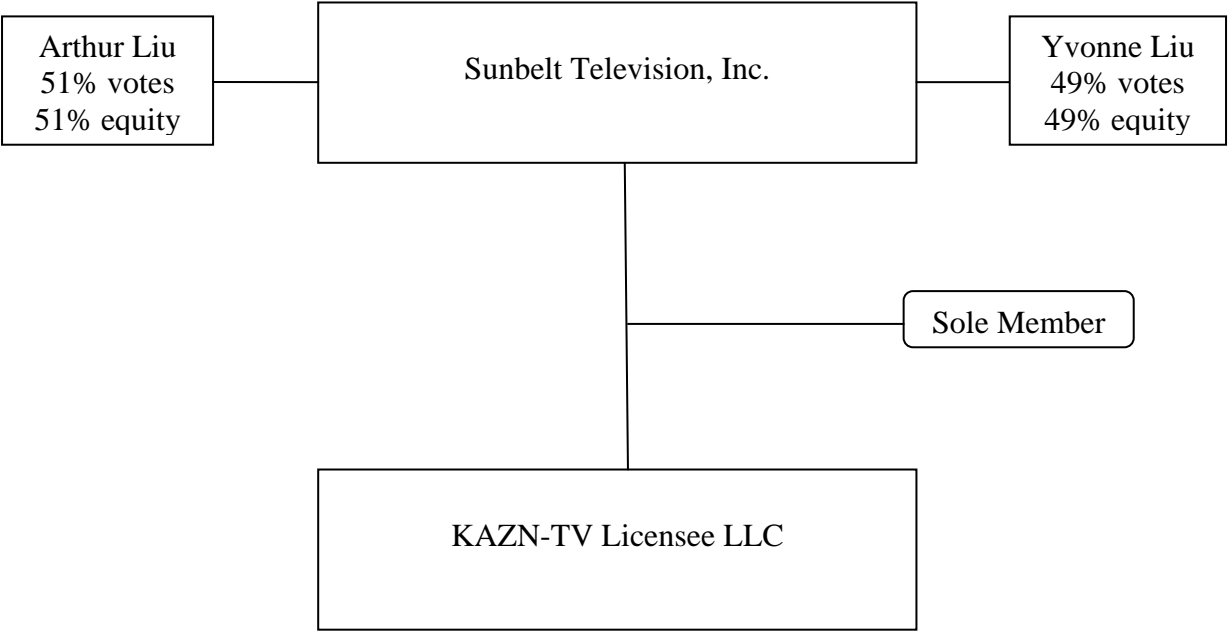 Arthur Liu
51% votes
51% equity
Sunbelt Television, Inc.
Yvonne Liu
49% votes
49% equity
Sole Member
KAZN-TV Licensee LLC